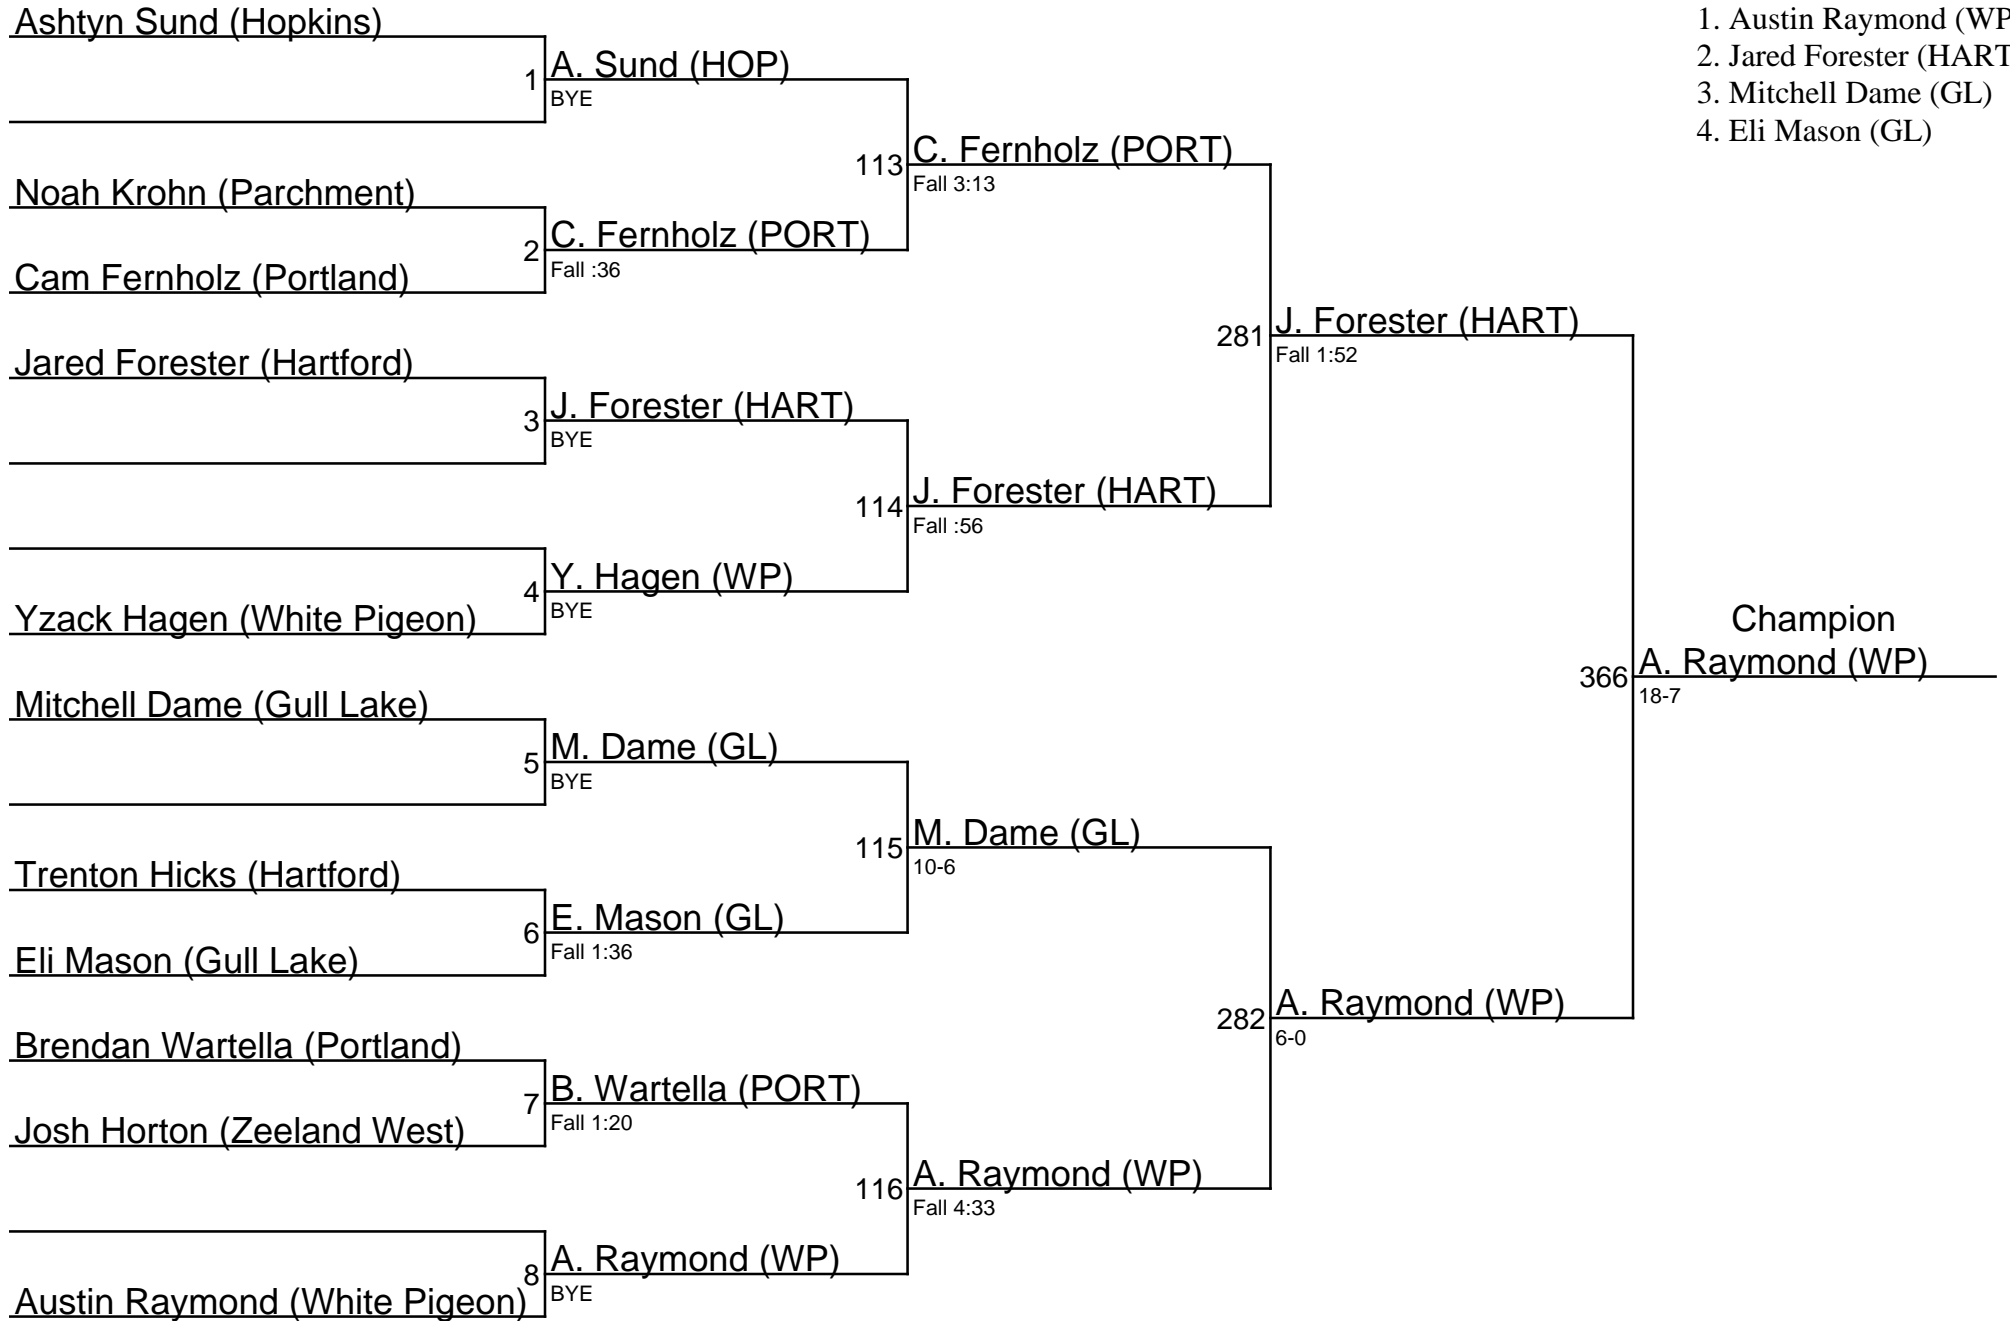 Ashtyn Sund (Hopkins)
1 A. Sund (HOP)
BYE
Noah Krohn (Parchment)
2 C. Fernholz (PORT)
Fall :36
Cam Fernholz (Portland)
113 C. Fernholz (PORT)
Fall 3:13
Jared Forester (Hartford)
3 J. Forester (HART)
BYE
4 Y. Hagen (WP)
BYE
Yzack Hagen (White Pigeon)
114 J. Forester (HART)
Fall :56
281 J. Forester (HART)
Fall 1:52
Mitchell Dame (Gull Lake)
5 M. Dame (GL)
BYE
Trenton Hicks (Hartford)
6 E. Mason (GL)
Fall 1:36
Eli Mason (Gull Lake)
115 M. Dame (GL)
10-6
Brendan Wartella (Portland)
7 B. Wartella (PORT)
Fall 1:20
Josh Horton (Zeeland West)
8 A. Raymond (WP)
BYE
Austin Raymond (White Pigeon)
116 A. Raymond (WP)
Fall 4:33
282 A. Raymond (WP)
6-0
Champion
366 A. Raymond (WP)
18-7
1. Austin Raymond (WP
2. Jared Forester (HART
3. Mitchell Dame (GL)
4. Eli Mason (GL)